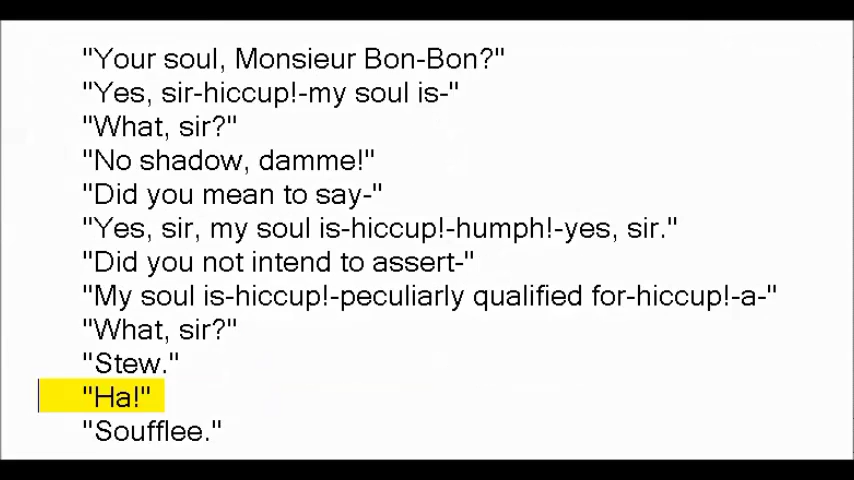 "Your soul, Monsieur Bon-Bon?"
"Yes, sir-hiccup!-my soul is-"
"What, sir?"
"No shadow, damme!"
"Did you mean to say-"
"Yes, sir, my soul is-hiccup!-humph!-yes, sir."
"Did you not intend to assert-"
"My soul is-hiccup!-peculiarly qualified for-hiccup!-a-"
"What, sir?"
"Stew."
"Ha!"
"Soufflee."